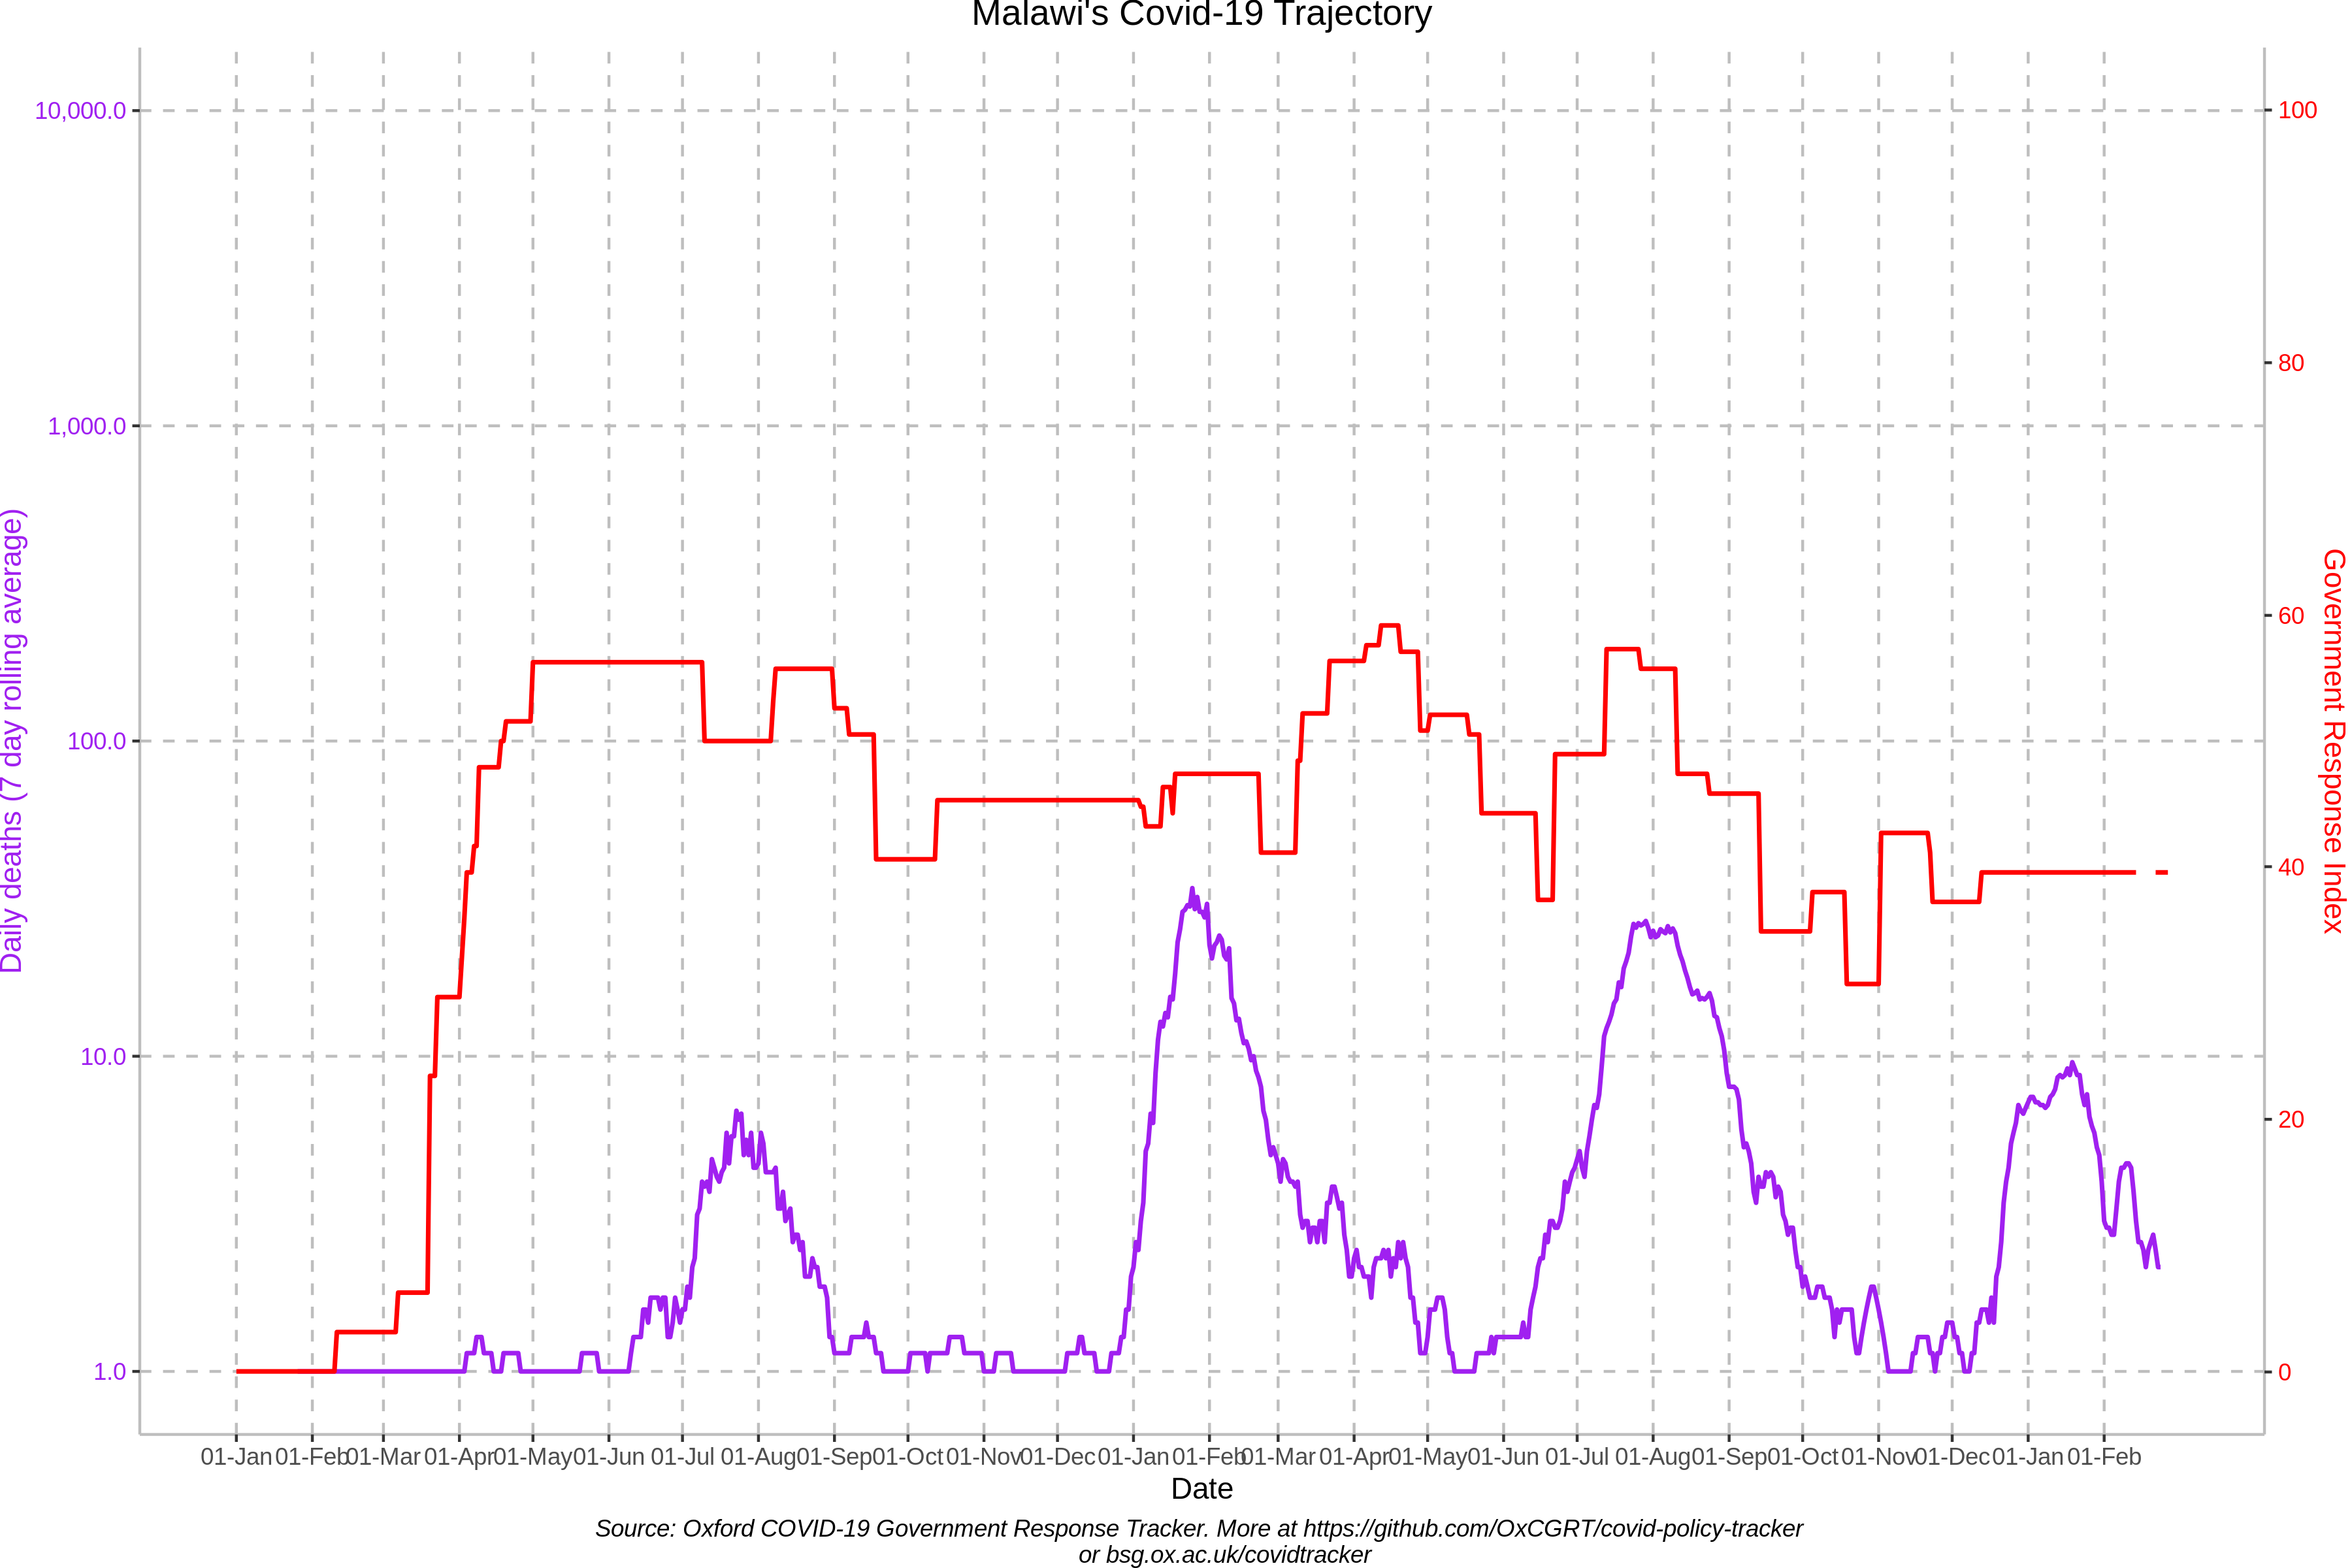 Malawi's Covid-19 Trajectory
10,000.0
1,000.0
100.0
10.0
1.0
Daily deaths (7 day rolling average)
100
80
60
40
20
0
Government Response Index
01-Jan 01-Feb 01-Mar 01-Apr 01-May 01-Jun 01-Jul 01-Aug 01-Sep 01-Oct 01-Nov 01-Dec 01-Jan 01-Feb 01-Mar 01-Apr 01-May 01-Jun 01-Jul 01-Aug 01-Sep 01-Oct 01-Nov 01-Dec 01-Jan 01-Feb
Date
Source: Oxford COVID-19 Government Response Tracker. More at https://github.com/OxCGRT/covid-policy-tracker
or bsg.ox.ac.uk/covidtracker